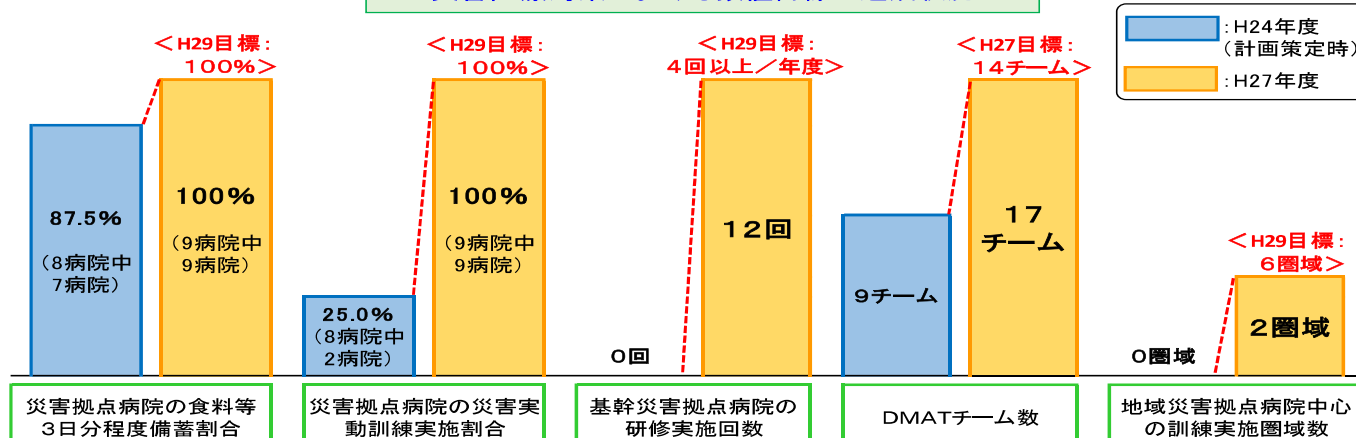 ：H24年度
（計画策定時）
：H27年度
＜H29目標：
100%＞
＜H29目標：
100%＞
＜H29目標：
4回以上／年度＞
＜H27目標：
14チーム＞
＜H29目標：
6圏域＞
87.5%
（8病院中
7病院）
100%
（9病院中
9病院）
25.0%
（8病院中
2病院）
100%
（9病院中
9病院）
0回
12回
9チーム
17
チーム
0圏域
2圏域
災害拠点病院の食料等
3日分程度備蓄割合
災害拠点病院の災害実
動訓練実施割合
基幹災害拠点病院の
研修実施回数
DMATチーム数
地域災害拠点病院中心
の訓練実施圏域数